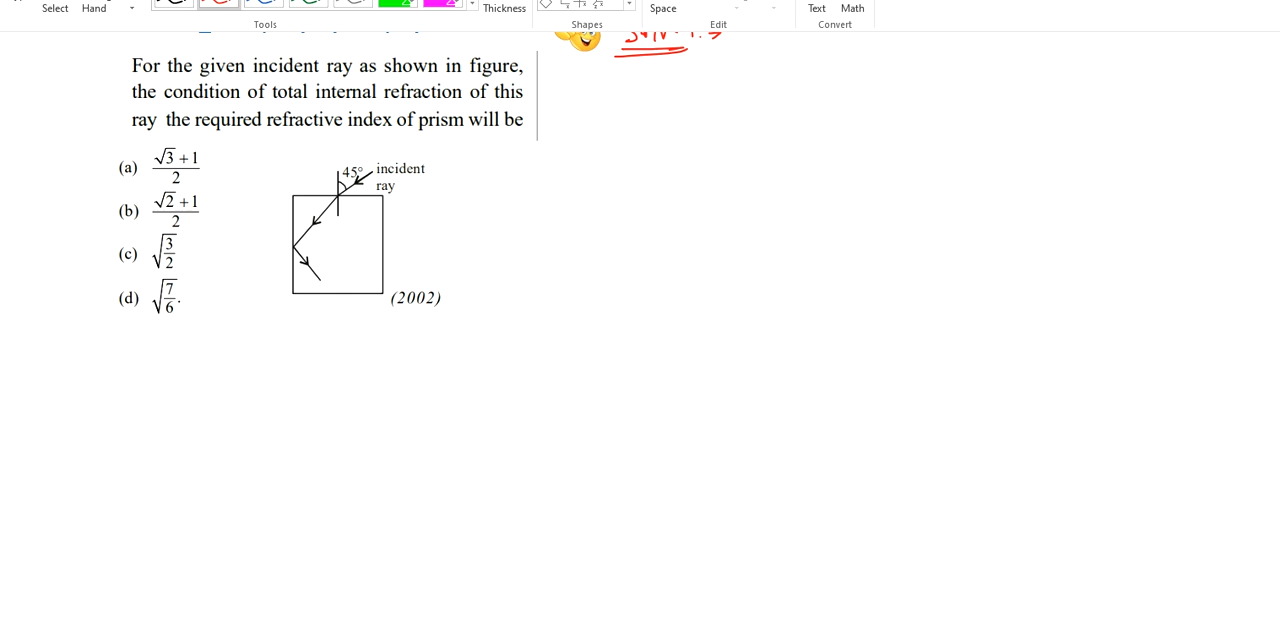 Select Hand Thickness Space Text Math
Tools Shapes Edit Convert
For the given incident ray as shown in figure,
the condition of total internal refraction of this
ray the required refractive index of prism will be
(a) (√3 + 1)/2
(b) (√2 + 1)/2
(c) √(3/2)
(d) √(7/6).
45° incident
ray
(2002)